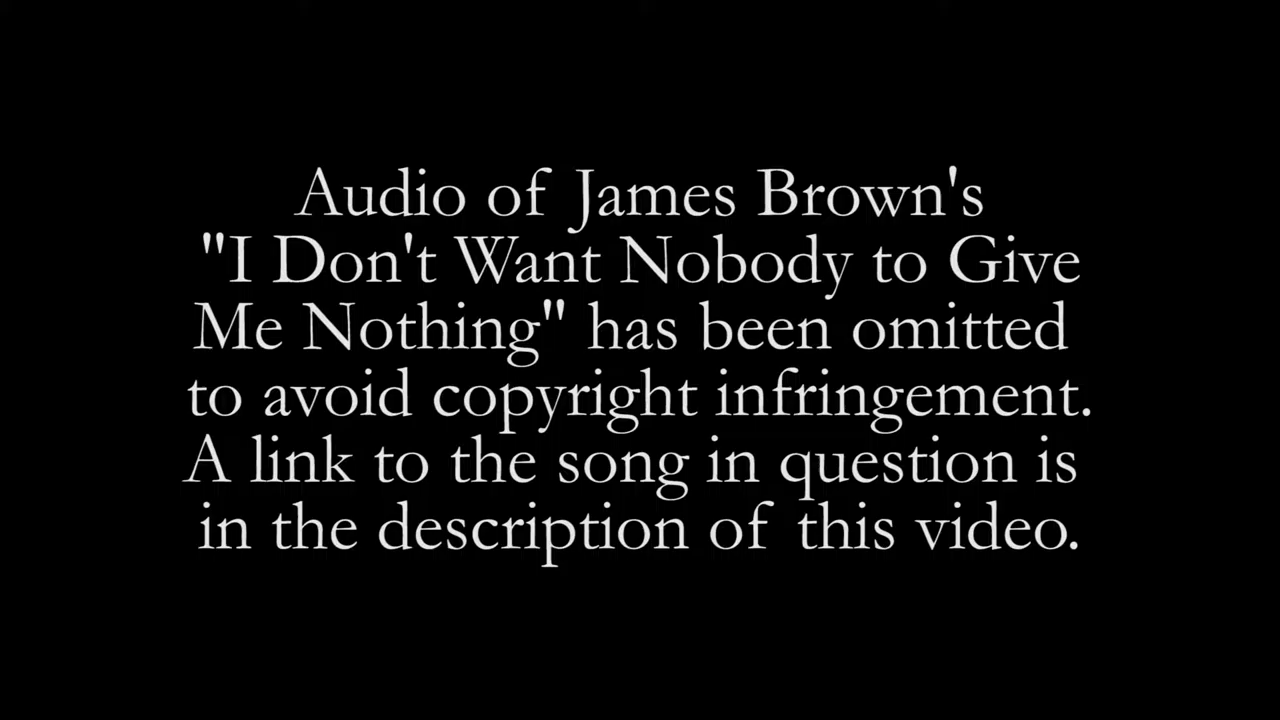 Audio of James Brown's
"I Don't Want Nobody to Give
Me Nothing" has been omitted
to avoid copyright infringement.
A link to the song in question is
in the description of this video.